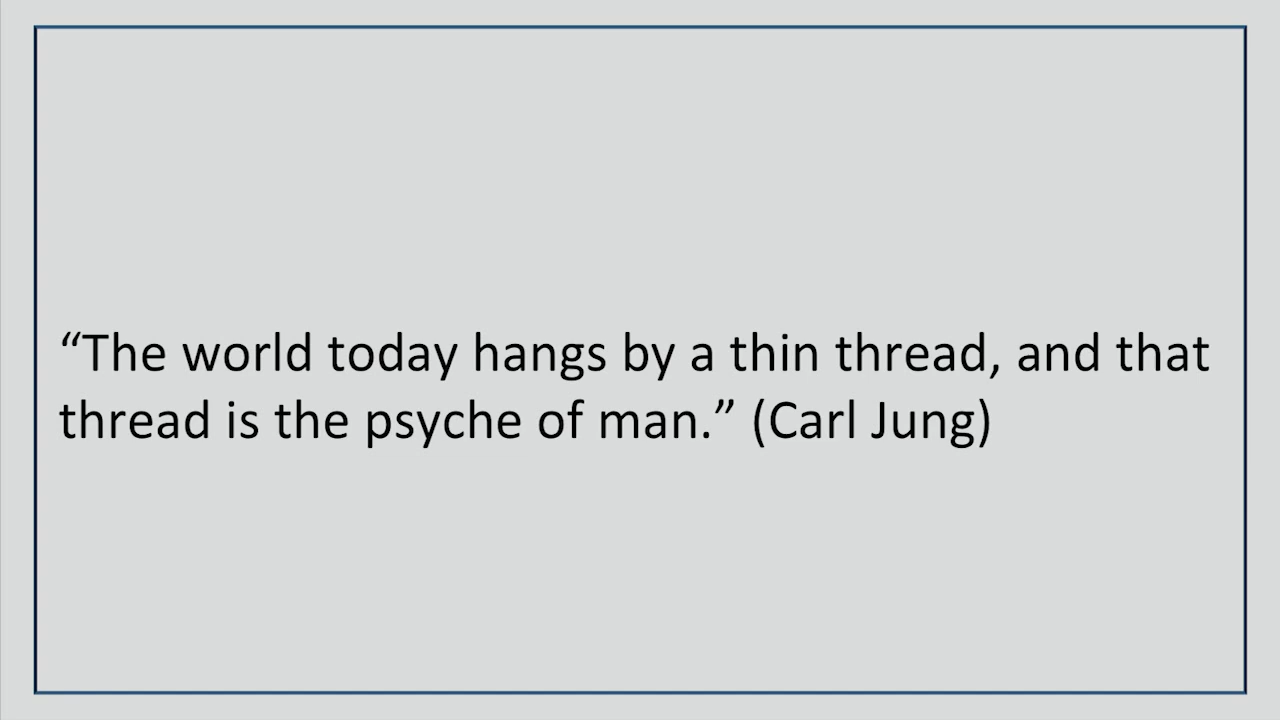 “The world today hangs by a thin thread, and that
thread is the psyche of man.” (Carl Jung)